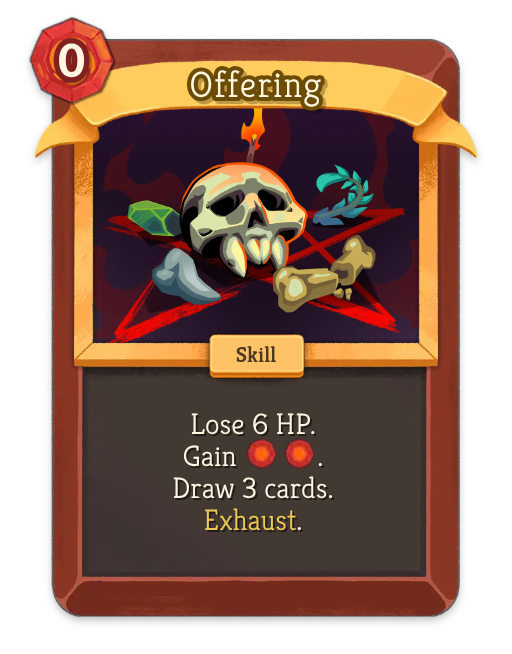 0
Offering
Skill
Lose 6 HP.
Gain .
Draw 3 cards.
Exhaust.